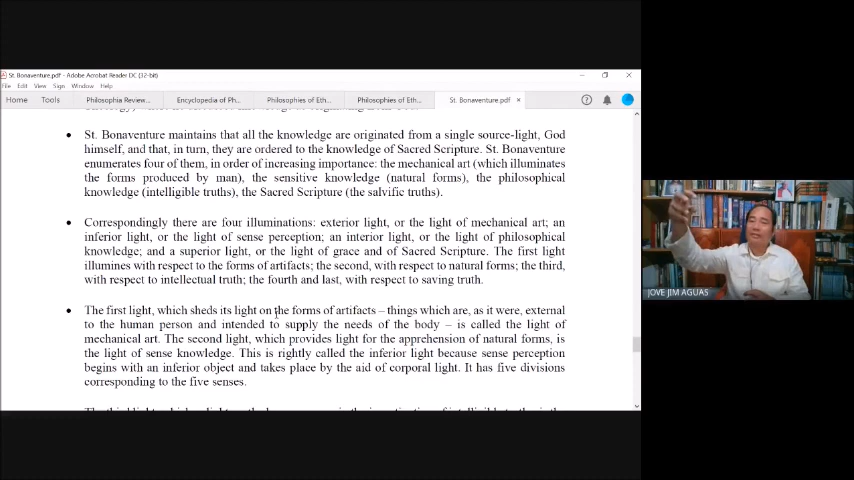 St. Bonaventure.pdf - Adobe Acrobat Reader DC (32-bit)
File Edit View Sign Window Help
Home Tools Philosophia Review... Encyclopedia of Ph... Philosophies of Eth... Philosophies of Eth... St. Bonaventure.pdf ×
• St. Bonaventure maintains that all the knowledge are originated from a single source-light, God
himself, and that, in turn, they are ordered to the knowledge of Sacred Scripture. St. Bonaventure
enumerates four of them, in order of increasing importance: the mechanical art (which illuminates
the forms produced by man), the sensitive knowledge (natural forms), the philosophical
knowledge (intelligible truths), the Sacred Scripture (the salvific truths).
• Correspondingly there are four illuminations: exterior light, or the light of mechanical art; an
inferior light, or the light of sense perception; an interior light, or the light of philosophical
knowledge; and a superior light, or the light of grace and of Sacred Scripture. The first light
illumines with respect to the forms of artifacts; the second, with respect to natural forms; the third,
with respect to intellectual truth; the fourth and last, with respect to saving truth.
• The first light, which sheds its light on the forms of artifacts – things which are, as it were, external
to the human person and intended to supply the needs of the body – is called the light of
mechanical art. The second light, which provides light for the apprehension of natural forms, is
the light of sense knowledge. This is rightly called the inferior light because sense perception
begins with an inferior object and takes place by the aid of corporal light. It has five divisions
corresponding to the five senses.
JOVE JIM AGUAS